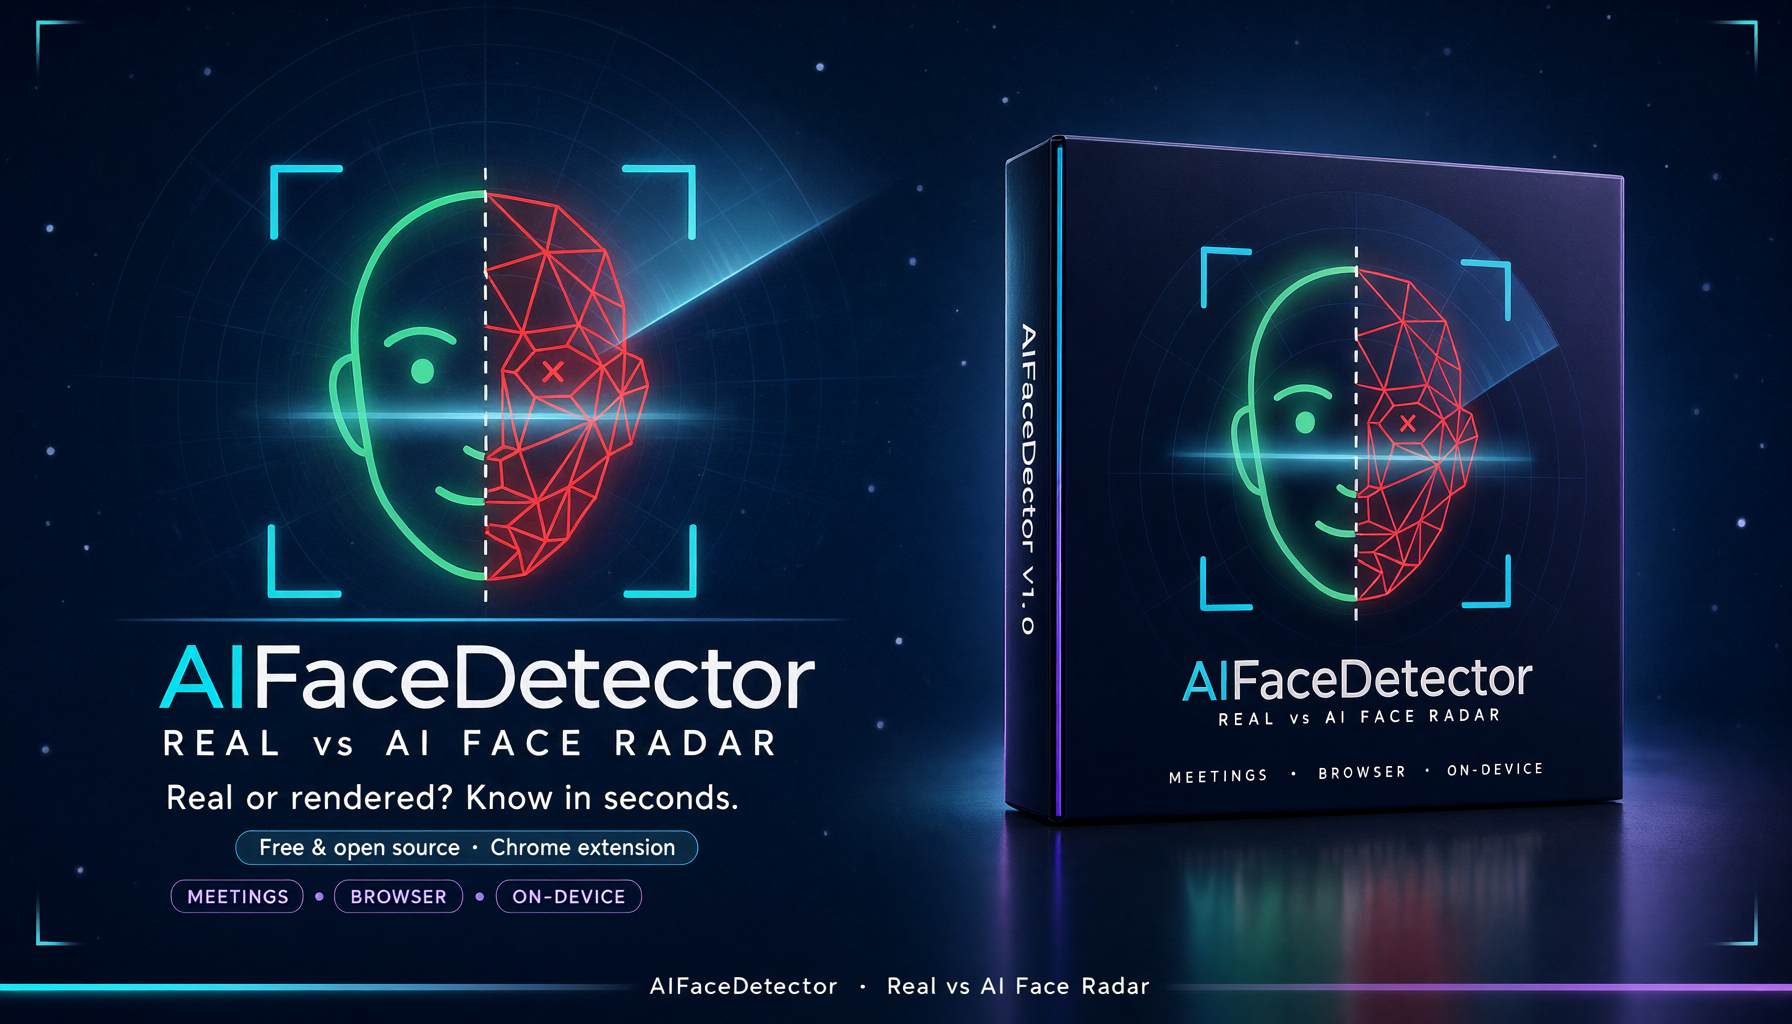 AIFaceDetector
REAL vs AI FACE RADAR
Real or rendered? Know in seconds.
Free & open source · Chrome extension
MEETINGS • BROWSER • ON-DEVICE
AIFaceDector v1.0
AIFaceDetector
REAL vs AI FACE RADAR
MEETINGS • BROWSER • ON-DEVICE
AIFaceDetector · Real vs AI Face Radar